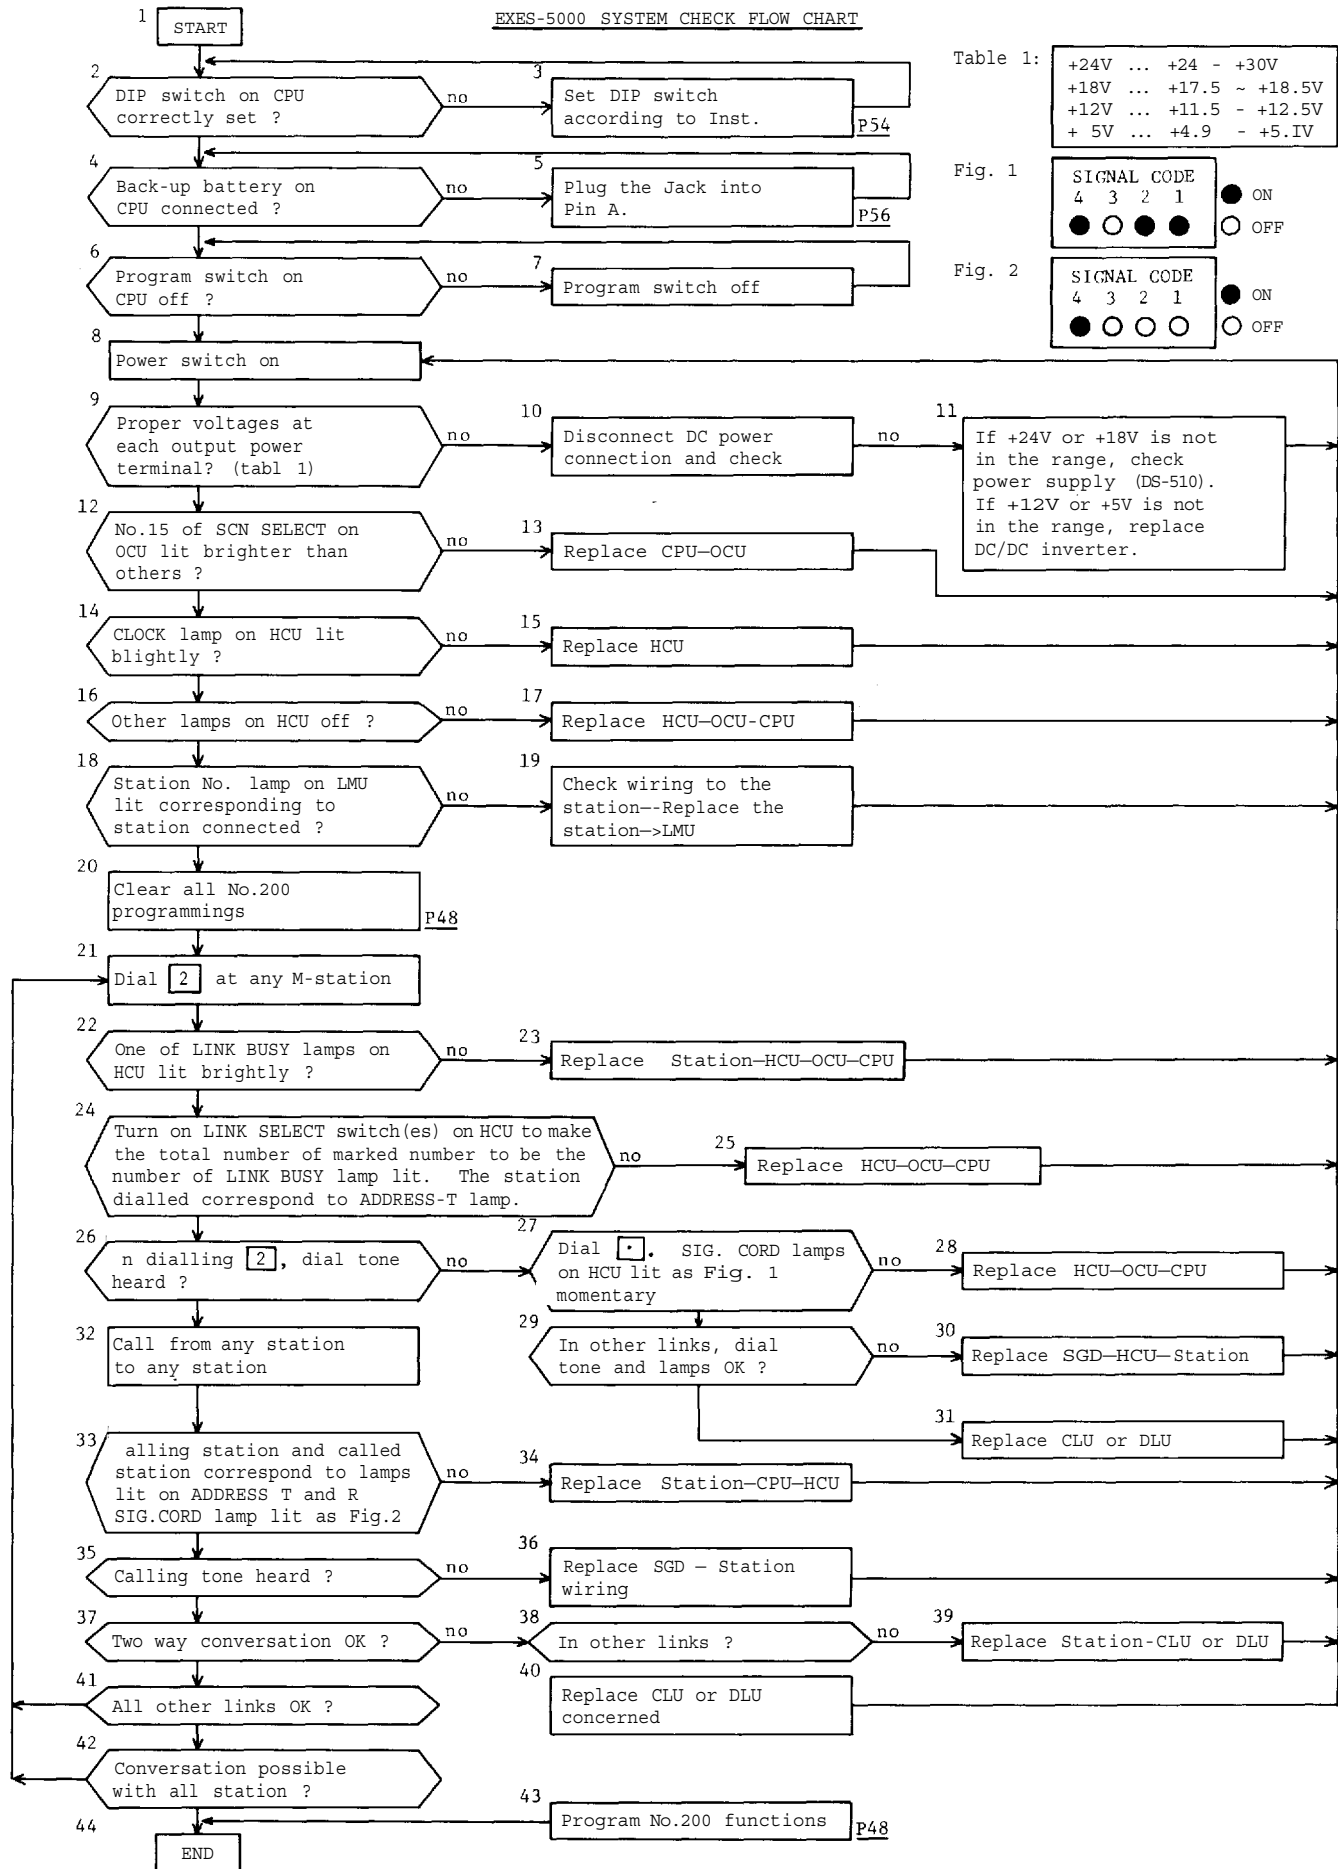 EXES-5000 SYSTEM CHECK FLOW CHART
1
START
2
DIP switch on CPU
correctly set ?
no
3
Set DIP switch
according to Inst.
P54
Table 1:
+24V ... +24 - +30V
+18V ... +17.5 ~ +18.5V
+12V ... +11.5 - +12.5V
+ 5V ... +4.9 - +5.IV
4
Back-up battery on
CPU connected ?
no
5
Plug the Jack into
Pin A.
P56
Fig. 1
SIGNAL CODE
4 3 2 1
ON
OFF
6
Program switch on
CPU off ?
no
7
Program switch off
Fig. 2
SIGNAL CODE
4 3 2 1
ON
OFF
8
Power switch on
9
Proper voltages at
each output power
terminal? (tabl 1)
no
10
Disconnect DC power
connection and check
no
11
If +24V or +18V is not
in the range, check
power supply (DS-510).
If +12V or +5V is not
in the range, replace
DC/DC inverter.
12
No.15 of SCN SELECT on
OCU lit brighter than
others ?
no
13
Replace CPU—OCU
14
CLOCK lamp on HCU lit
blightly ?
no
15
Replace HCU
16
Other lamps on HCU off ?
no
17
Replace HCU—OCU-CPU
18
Station No. lamp on LMU
lit corresponding to
station connected ?
no
19
Check wiring to the
station—-Replace the
station—>LMU
20
Clear all No.200
programmings
P48
21
Dial 2 at any M-station
22
One of LINK BUSY lamps on
HCU lit brightly ?
no
23
Replace Station—HCU—OCU—CPU
24
Turn on LINK SELECT switch(es) on HCU to make
the total number of marked number to be the
number of LINK BUSY lamp lit. The station
dialled correspond to ADDRESS-T lamp.
no
25
Replace HCU—OCU—CPU
26
n dialling 2, dial tone
heard ?
no
27
Dial •. SIG. CORD lamps
on HCU lit as Fig. 1
momentary
no
28
Replace HCU—OCU—CPU
29
In other links, dial
tone and lamps OK ?
no
30
Replace SGD—HCU—Station
31
Replace CLU or DLU
32
Call from any station
to any station
33
alling station and called
station correspond to lamps
lit on ADDRESS T and R
SIG.CORD lamp lit as Fig.2
no
34
Replace Station—CPU—HCU
35
Calling tone heard ?
no
36
Replace SGD — Station
wiring
37
Two way conversation OK ?
no
38
In other links ?
no
39
Replace Station-CLU or DLU
40
Replace CLU or DLU
concerned
41
All other links OK ?
42
Conversation possible
with all station ?
43
Program No.200 functions
P48
44
END